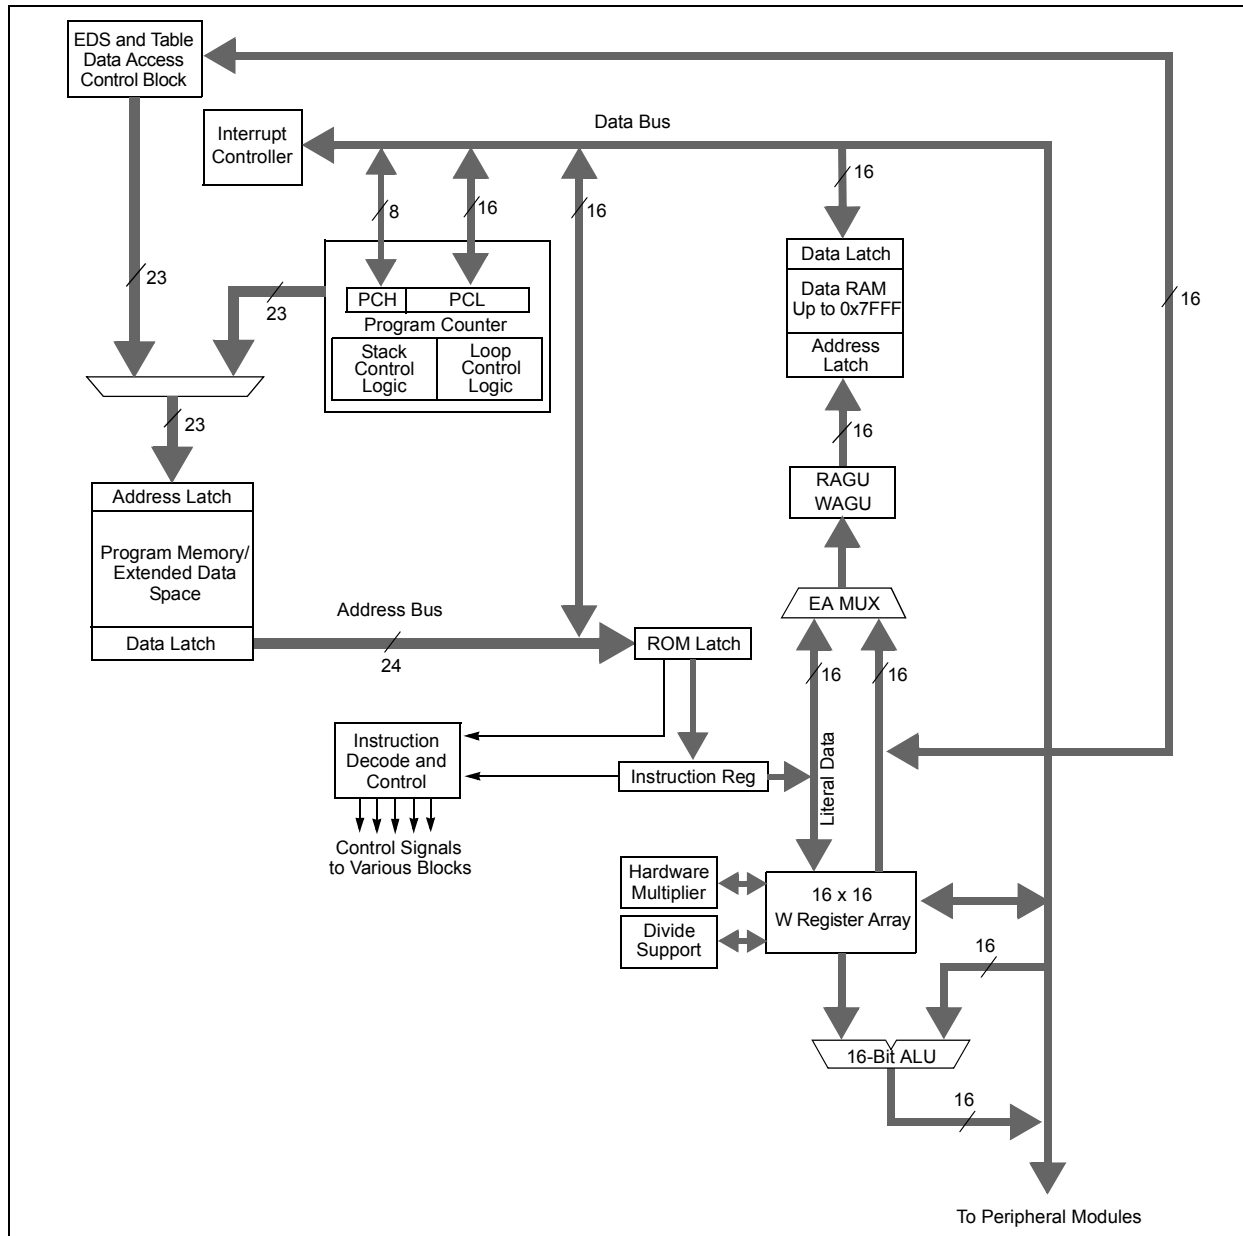 EDS and Table
Data Access
Control Block
Data Bus
Interrupt
Controller
16
8
16
16
23
23
16
PCH
PCL
Program Counter
Stack
Control
Logic
Loop
Control
Logic
Data Latch
Data RAM
Up to 0x7FFF
Address
Latch
23
16
RAGU
WAGU
Address Latch
Program Memory/
Extended Data
Space
Data Latch
EA MUX
Address Bus
24
ROM Latch
16
16
Instruction
Decode and
Control
Instruction Reg
Literal Data
Control Signals
to Various Blocks
Hardware
Multiplier
16 x 16
W Register Array
Divide
Support
16
16-Bit ALU
16
To Peripheral Modules